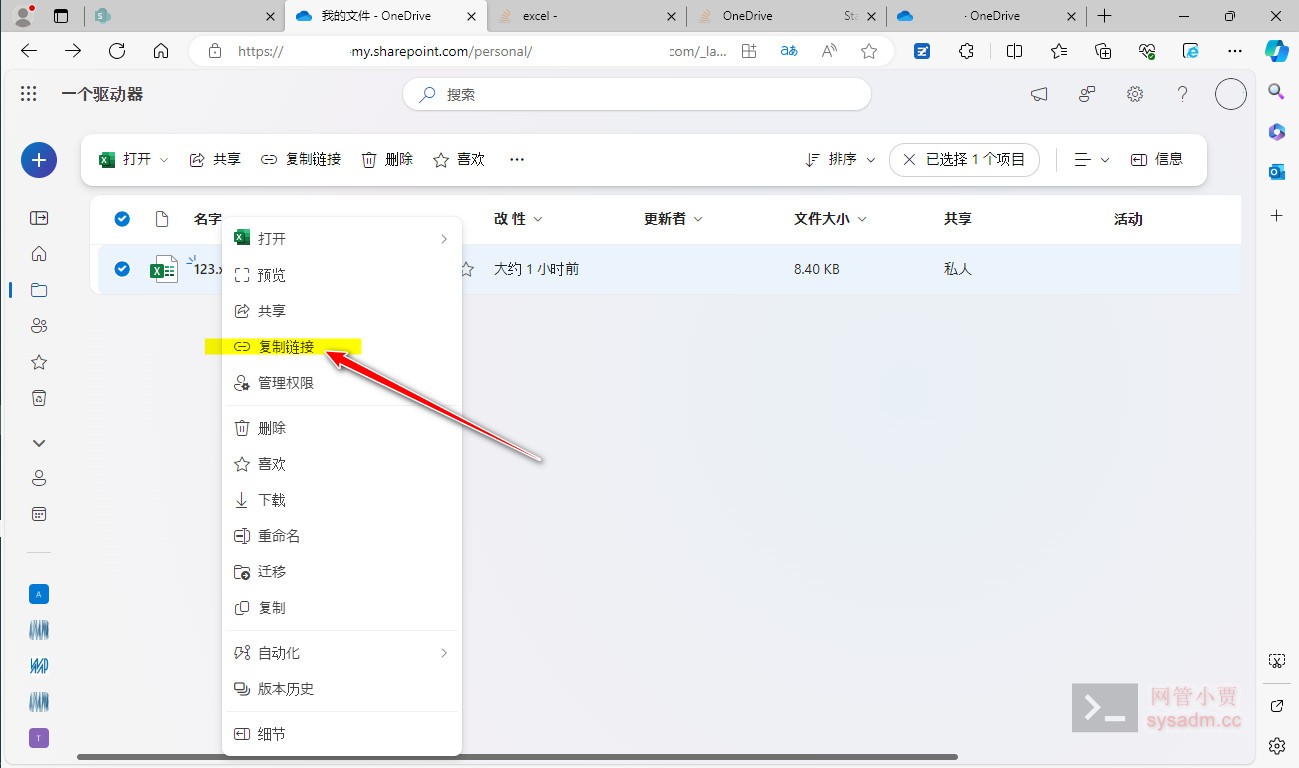 我的文件 - OneDrive
excel -
OneDrive
Sta
· OneDrive
https://
-my.sharepoint.com/personal/
com/_la...
一个驱动器
搜索
打开
共享
复制链接
删除
喜欢
排序
已选择 1 个项目
信息
名字
改 性
更新者
文件大小
共享
活动
123.x
大约 1 小时前
8.40 KB
私人
打开
预览
共享
复制链接
管理权限
删除
喜欢
下载
重命名
迁移
复制
自动化
版本历史
细节
A
T
网管小贾
sysadm.cc